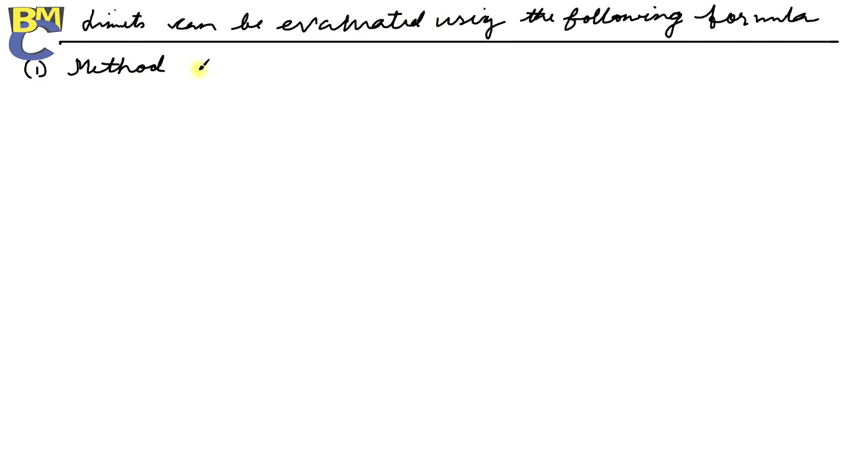 BMC
Limits can be evaluated using the following formula
(1) Method